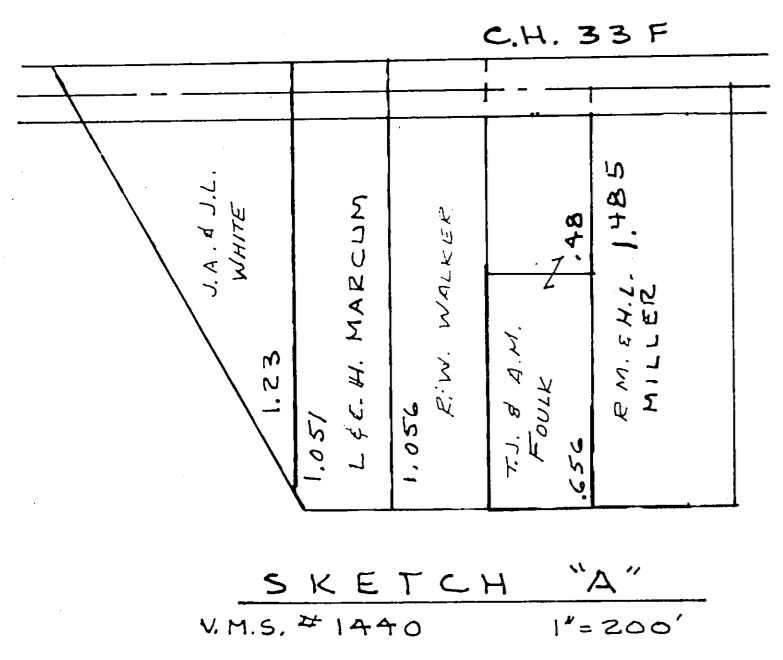 C.H. 33 F
J.A. & J.L.
WHITE
1.23
1.051
L & C.H. MARCUM
1.056
R.W. WALKER
T.J. & A.M.
FOULK
.656
.48
R.M. & H.L.
MILLER
1.485
SKETCH "A"
V.M.S. # 1440
1"=200'